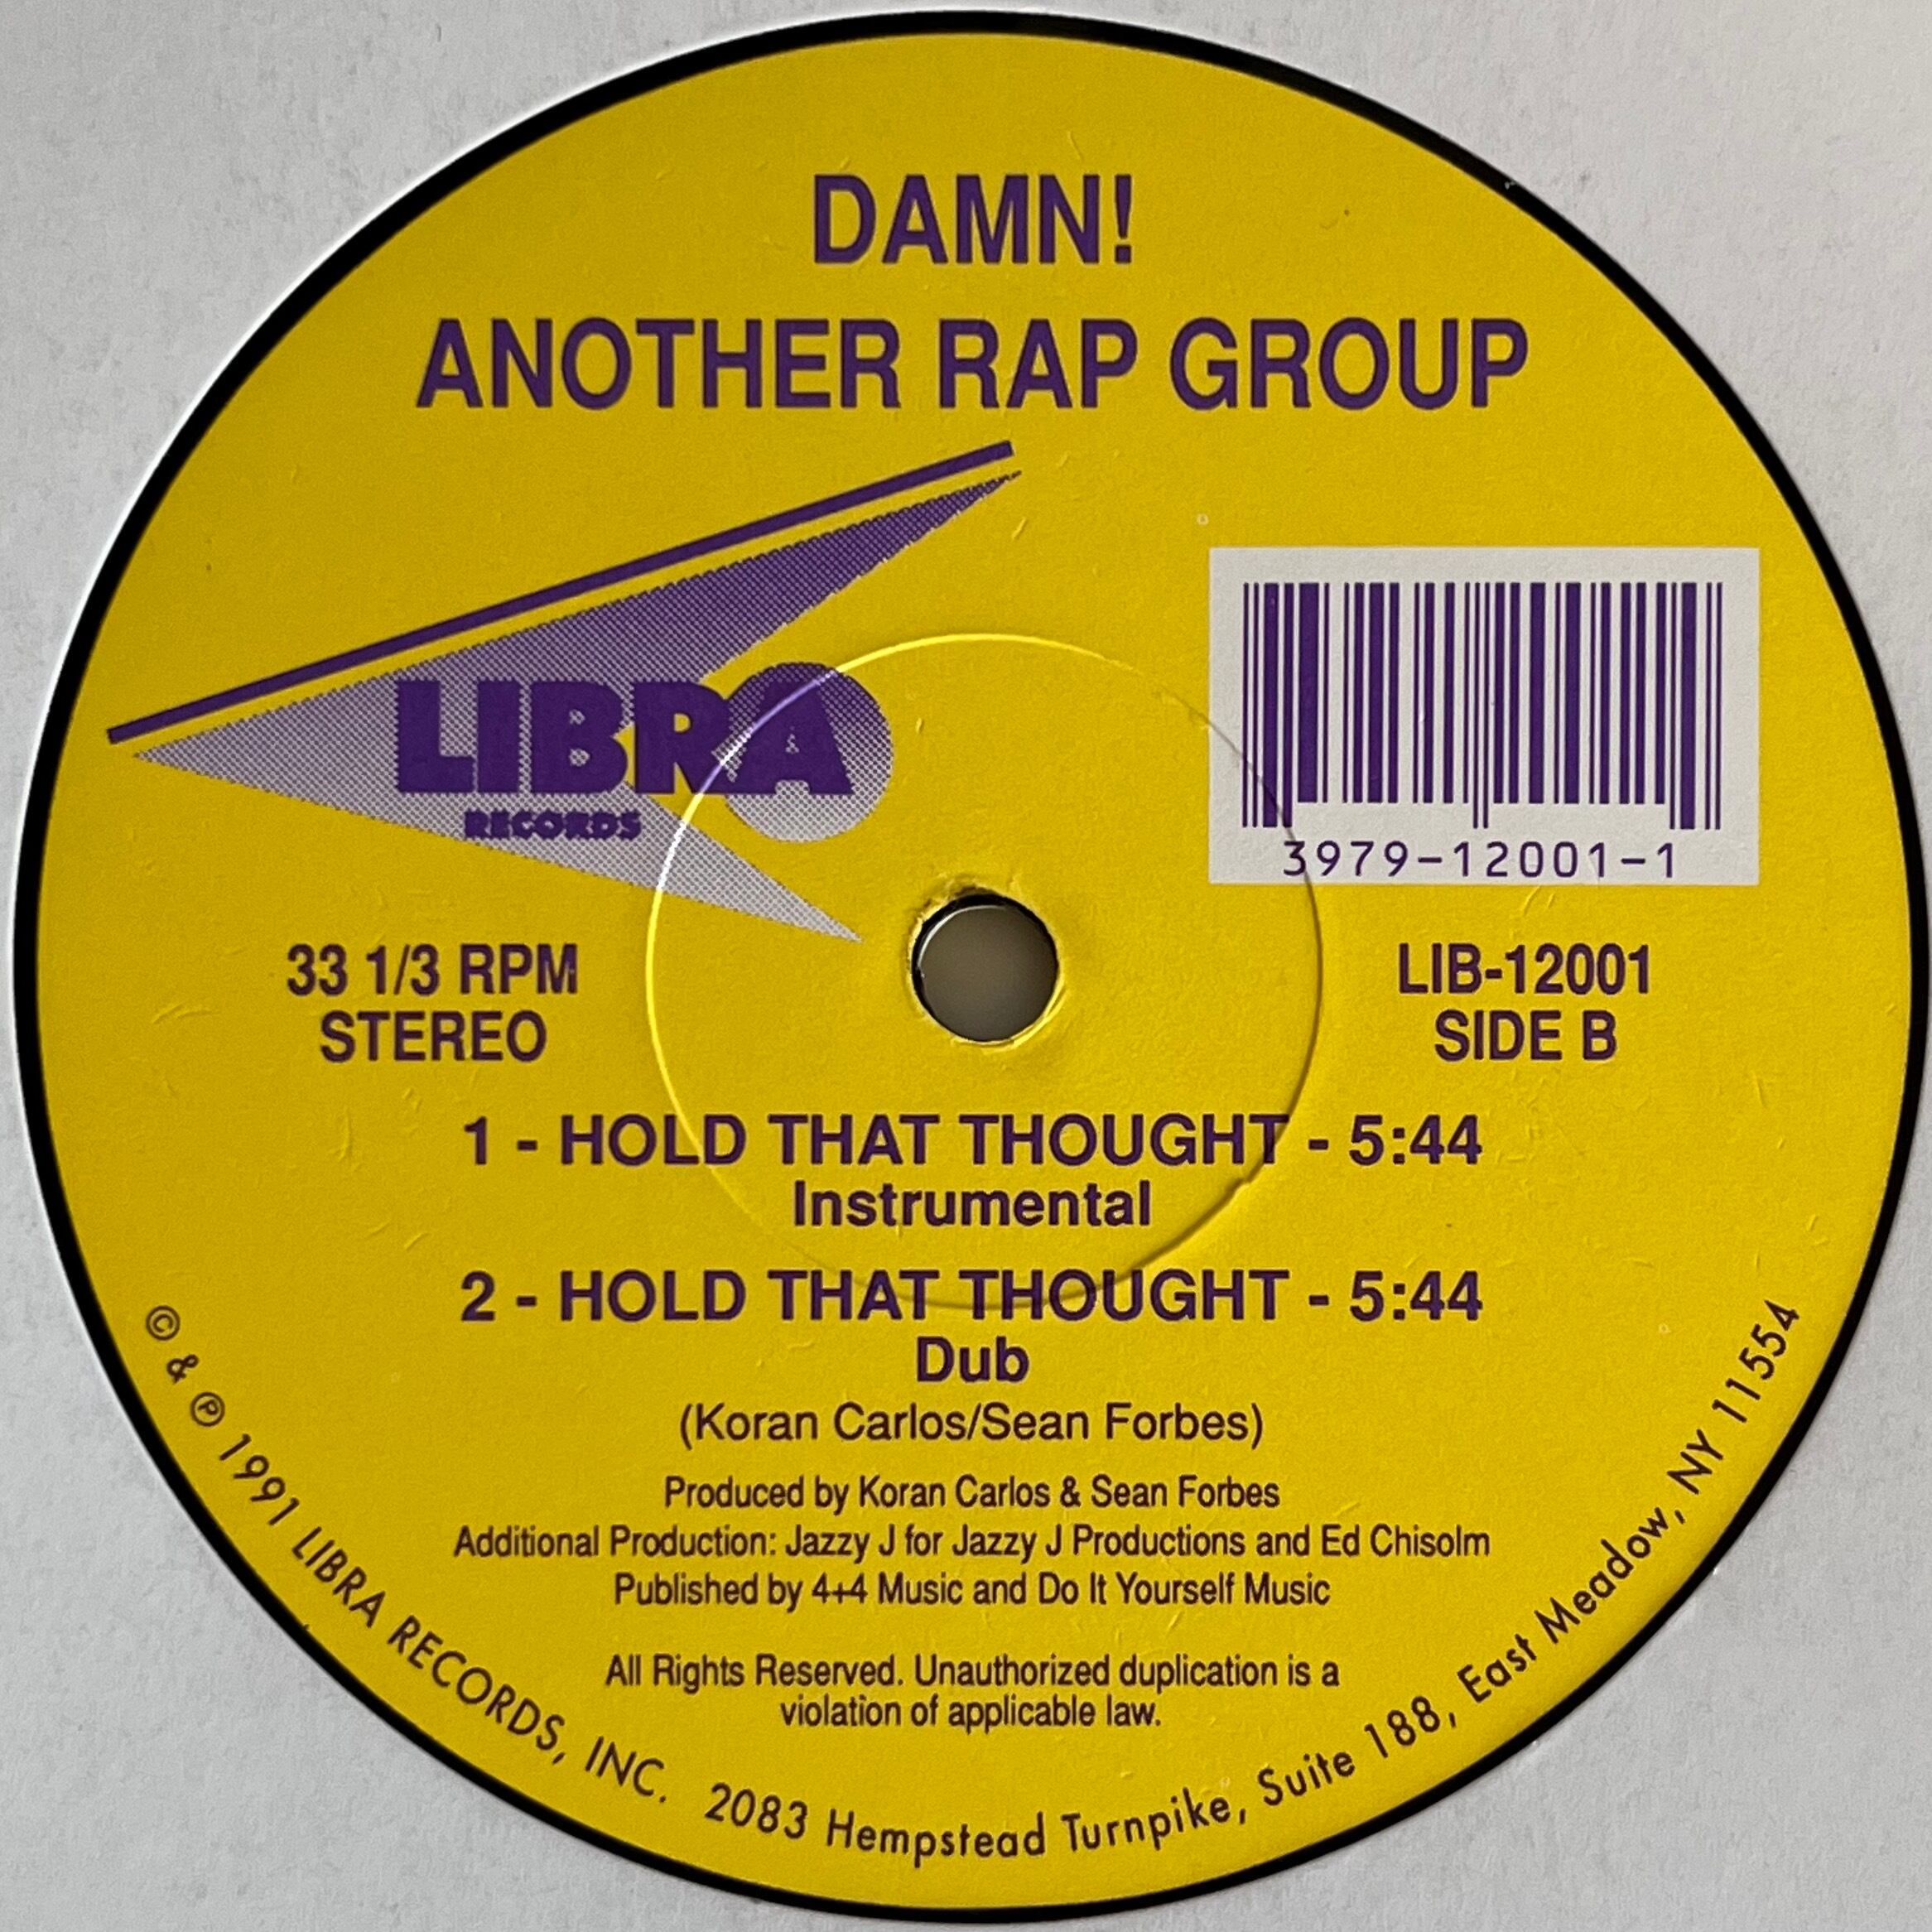 DAMN!
ANOTHER RAP GROUP
LIBRA
RECORDS
3979-12001-1
33 1/3 RPM
STEREO
LIB-12001
SIDE B
1 - HOLD THAT THOUGHT - 5:44
Instrumental
2 - HOLD THAT THOUGHT - 5:44
Dub
(Koran Carlos/Sean Forbes)
Produced by Koran Carlos & Sean Forbes
Additional Production: Jazzy J for Jazzy J Productions and Ed Chisolm
Published by 4+4 Music and Do It Yourself Music
All Rights Reserved. Unauthorized duplication is a
violation of applicable law.
© & ℗ 1991 LIBRA RECORDS, INC. 2083 Hempstead Turnpike, Suite 188, East Meadow, NY 11554